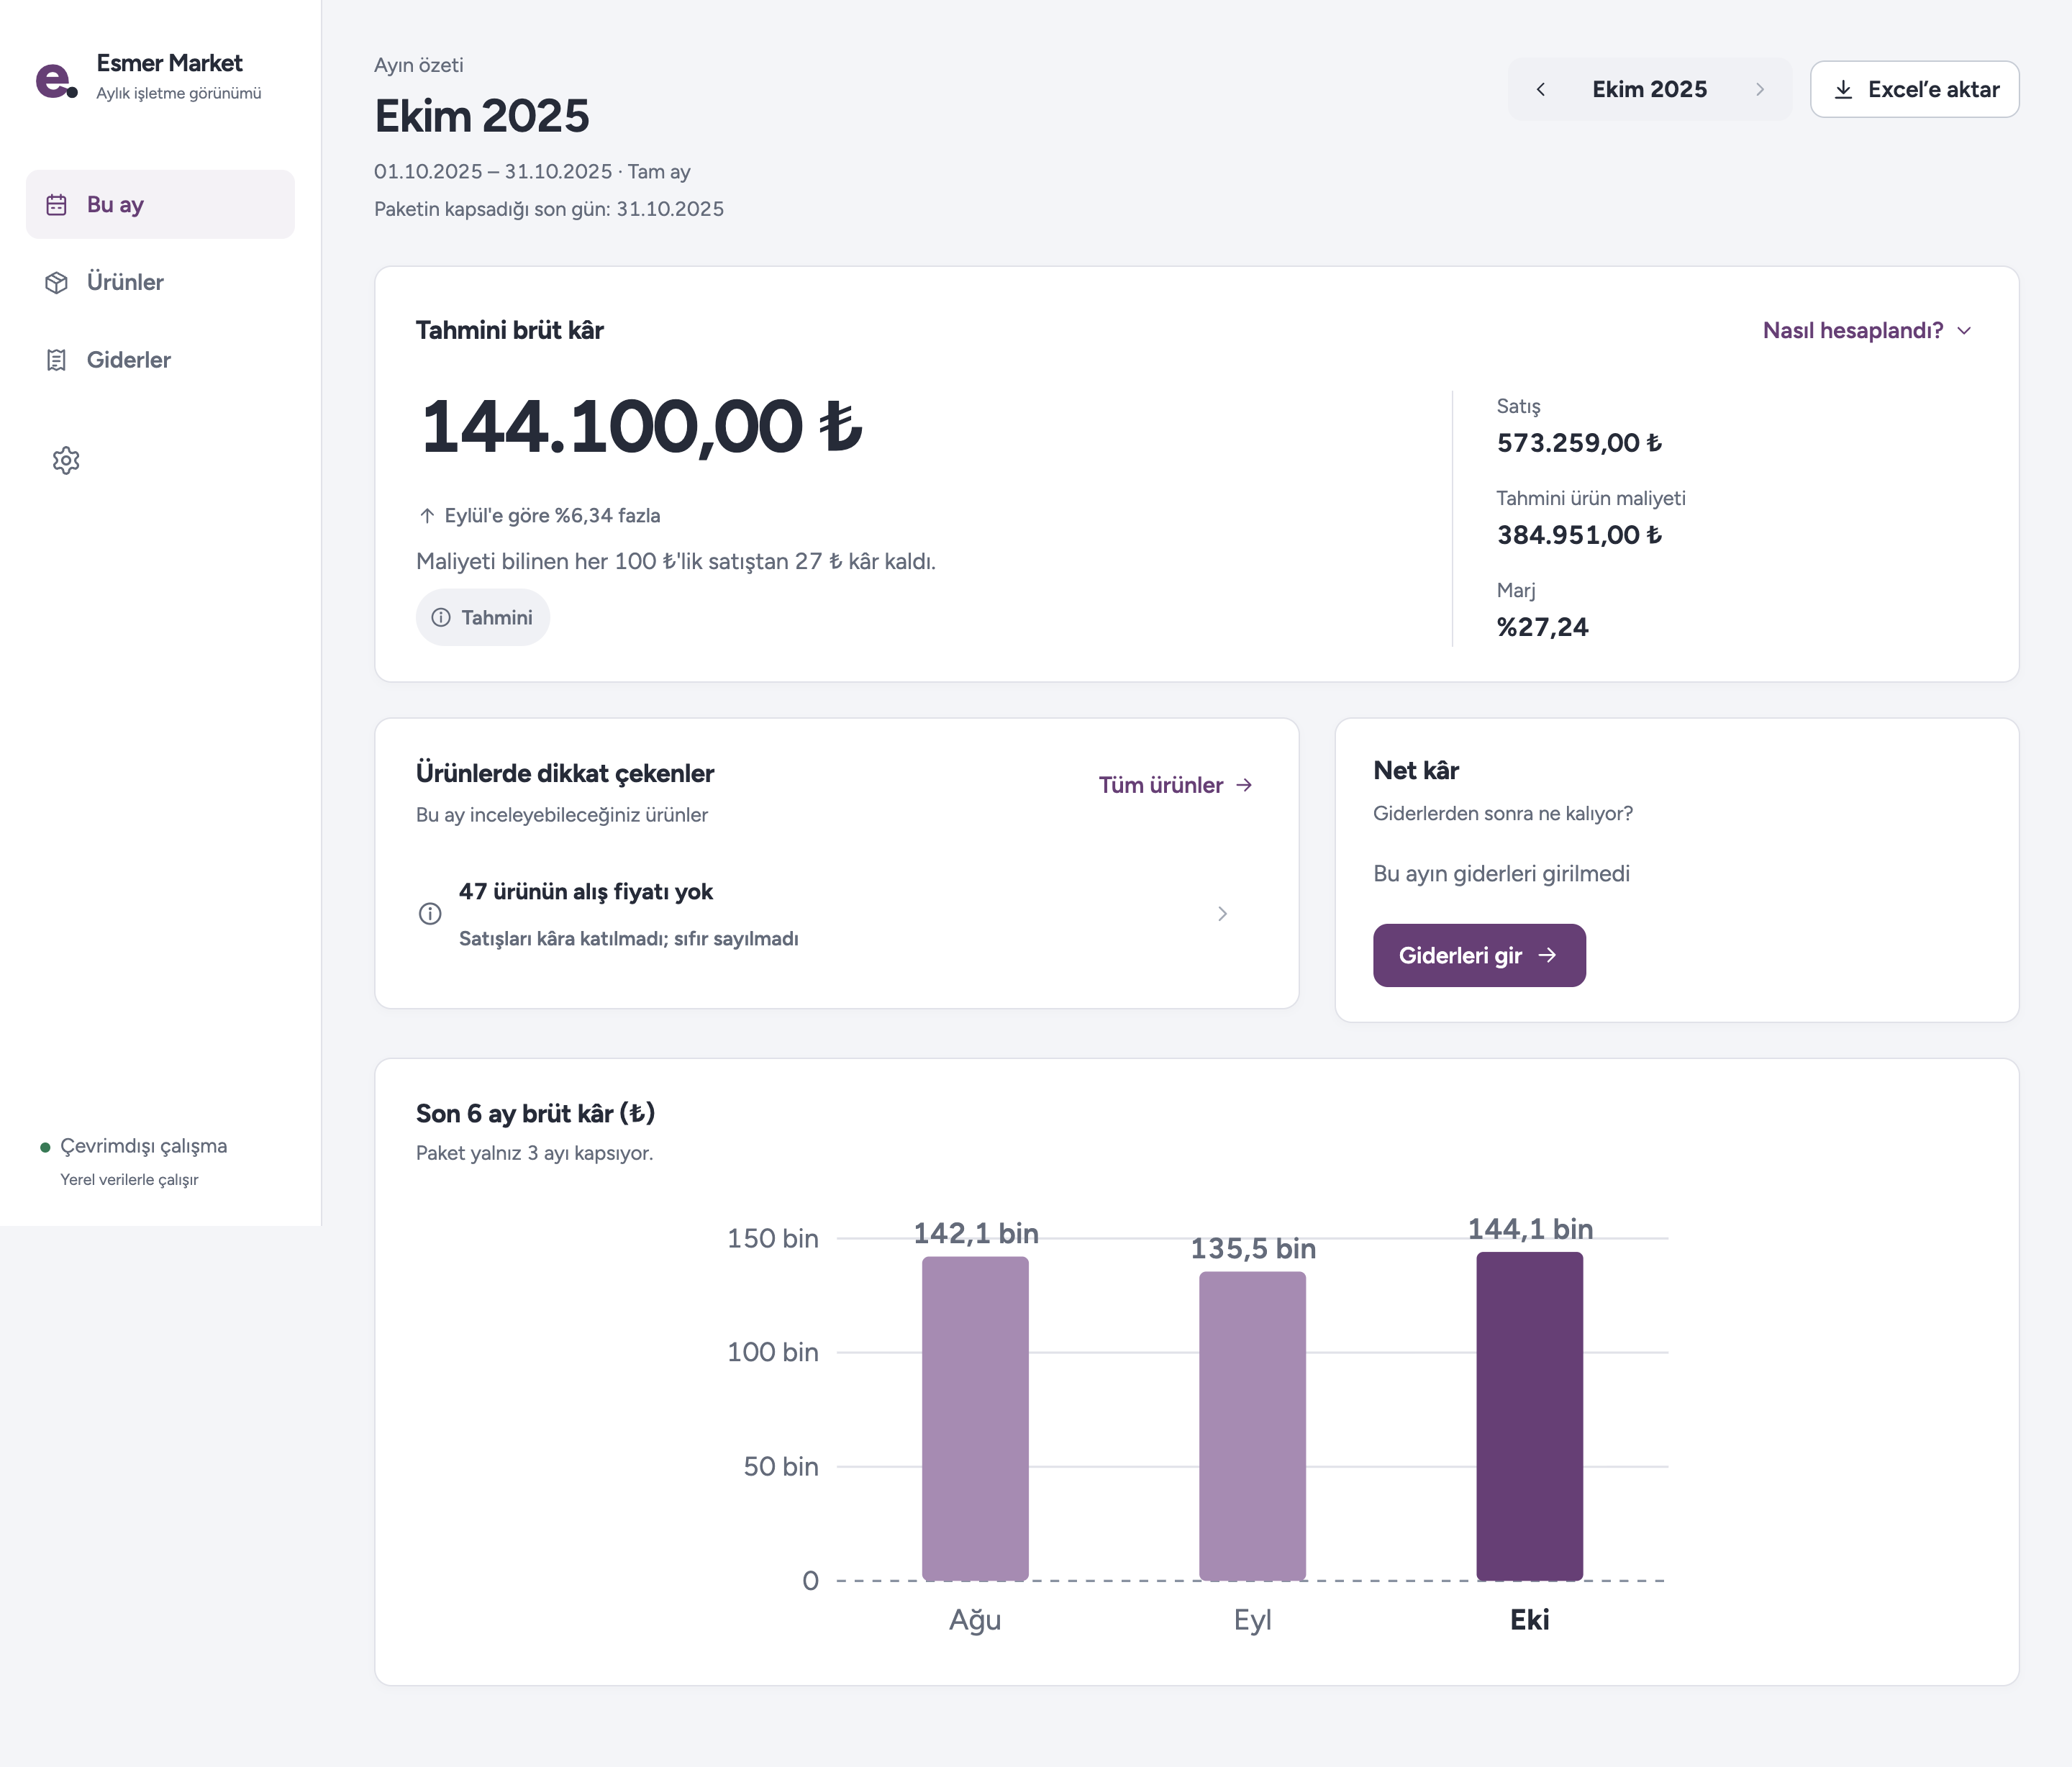 e.
Esmer Market
Aylık işletme görünümü
Bu ay
Ürünler
Giderler
Çevrimdışı çalışma
Yerel verilerle çalışır
Ayın özeti
Ekim 2025
01.10.2025 – 31.10.2025 · Tam ay
Paketin kapsadığı son gün: 31.10.2025
Ekim 2025
Excel’e aktar
Tahmini brüt kâr
Nasıl hesaplandı?
144.100,00 ₺
Eylül'e göre %6,34 fazla
Maliyeti bilinen her 100 ₺'lik satıştan 27 ₺ kâr kaldı.
Tahmini
Satış
573.259,00 ₺
Tahmini ürün maliyeti
384.951,00 ₺
Marj
%27,24
Ürünlerde dikkat çekenler
Bu ay inceleyebileceğiniz ürünler
Tüm ürünler
47 ürünün alış fiyatı yok
Satışları kâra katılmadı; sıfır sayılmadı
Net kâr
Giderlerden sonra ne kalıyor?
Bu ayın giderleri girilmedi
Giderleri gir
Son 6 ay brüt kâr (₺)
Paket yalnız 3 ayı kapsıyor.
150 bin
100 bin
50 bin
0
142,1 bin
135,5 bin
144,1 bin
Ağu
Eyl
Eki